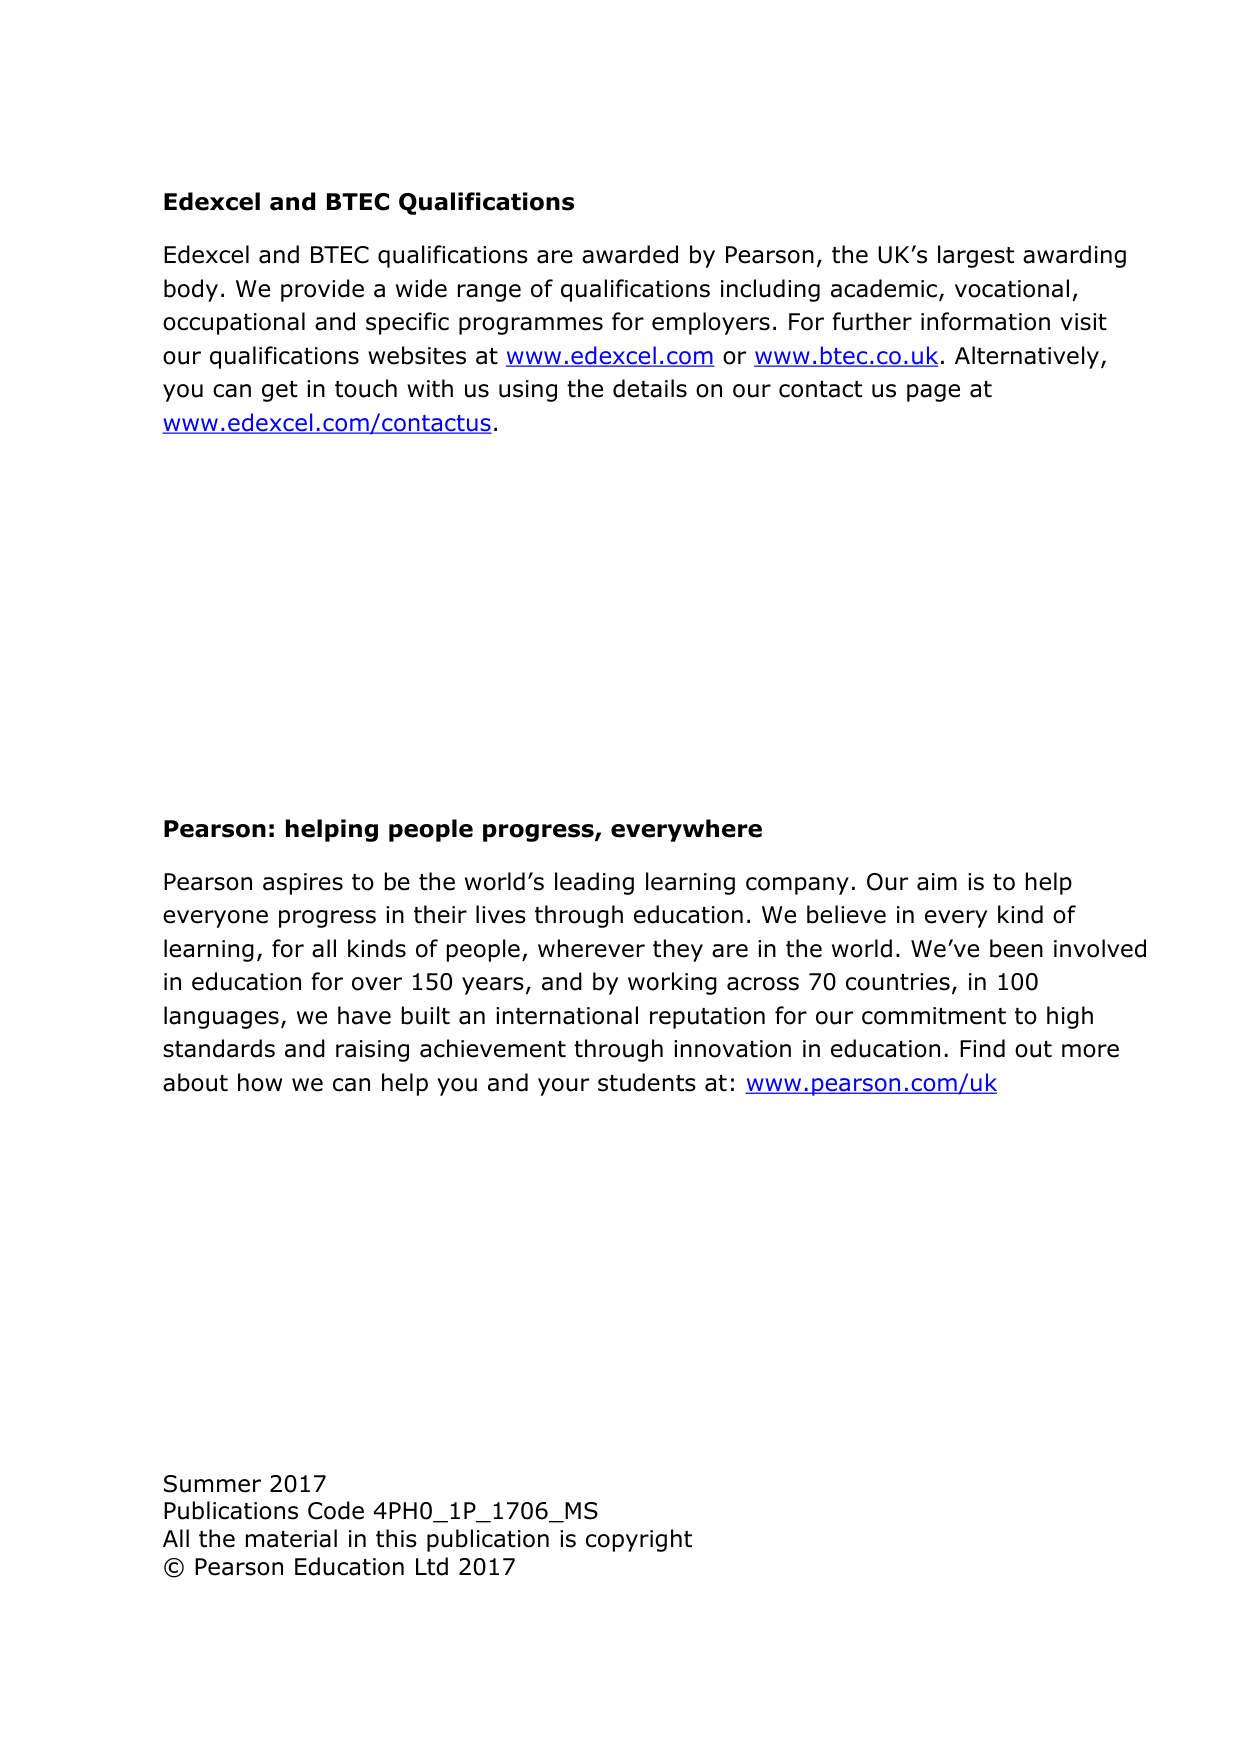 Edexcel and BTEC Qualifications
Edexcel and BTEC qualifications are awarded by Pearson, the UK’s largest awarding
body. We provide a wide range of qualifications including academic, vocational,
occupational and specific programmes for employers. For further information visit
our qualifications websites at www.edexcel.com or www.btec.co.uk. Alternatively,
you can get in touch with us using the details on our contact us page at
www.edexcel.com/contactus.
Pearson: helping people progress, everywhere
Pearson aspires to be the world’s leading learning company. Our aim is to help
everyone progress in their lives through education. We believe in every kind of
learning, for all kinds of people, wherever they are in the world. We’ve been involved
in education for over 150 years, and by working across 70 countries, in 100
languages, we have built an international reputation for our commitment to high
standards and raising achievement through innovation in education. Find out more
about how we can help you and your students at: www.pearson.com/uk
Summer 2017
Publications Code 4PH0_1P_1706_MS
All the material in this publication is copyright
© Pearson Education Ltd 2017